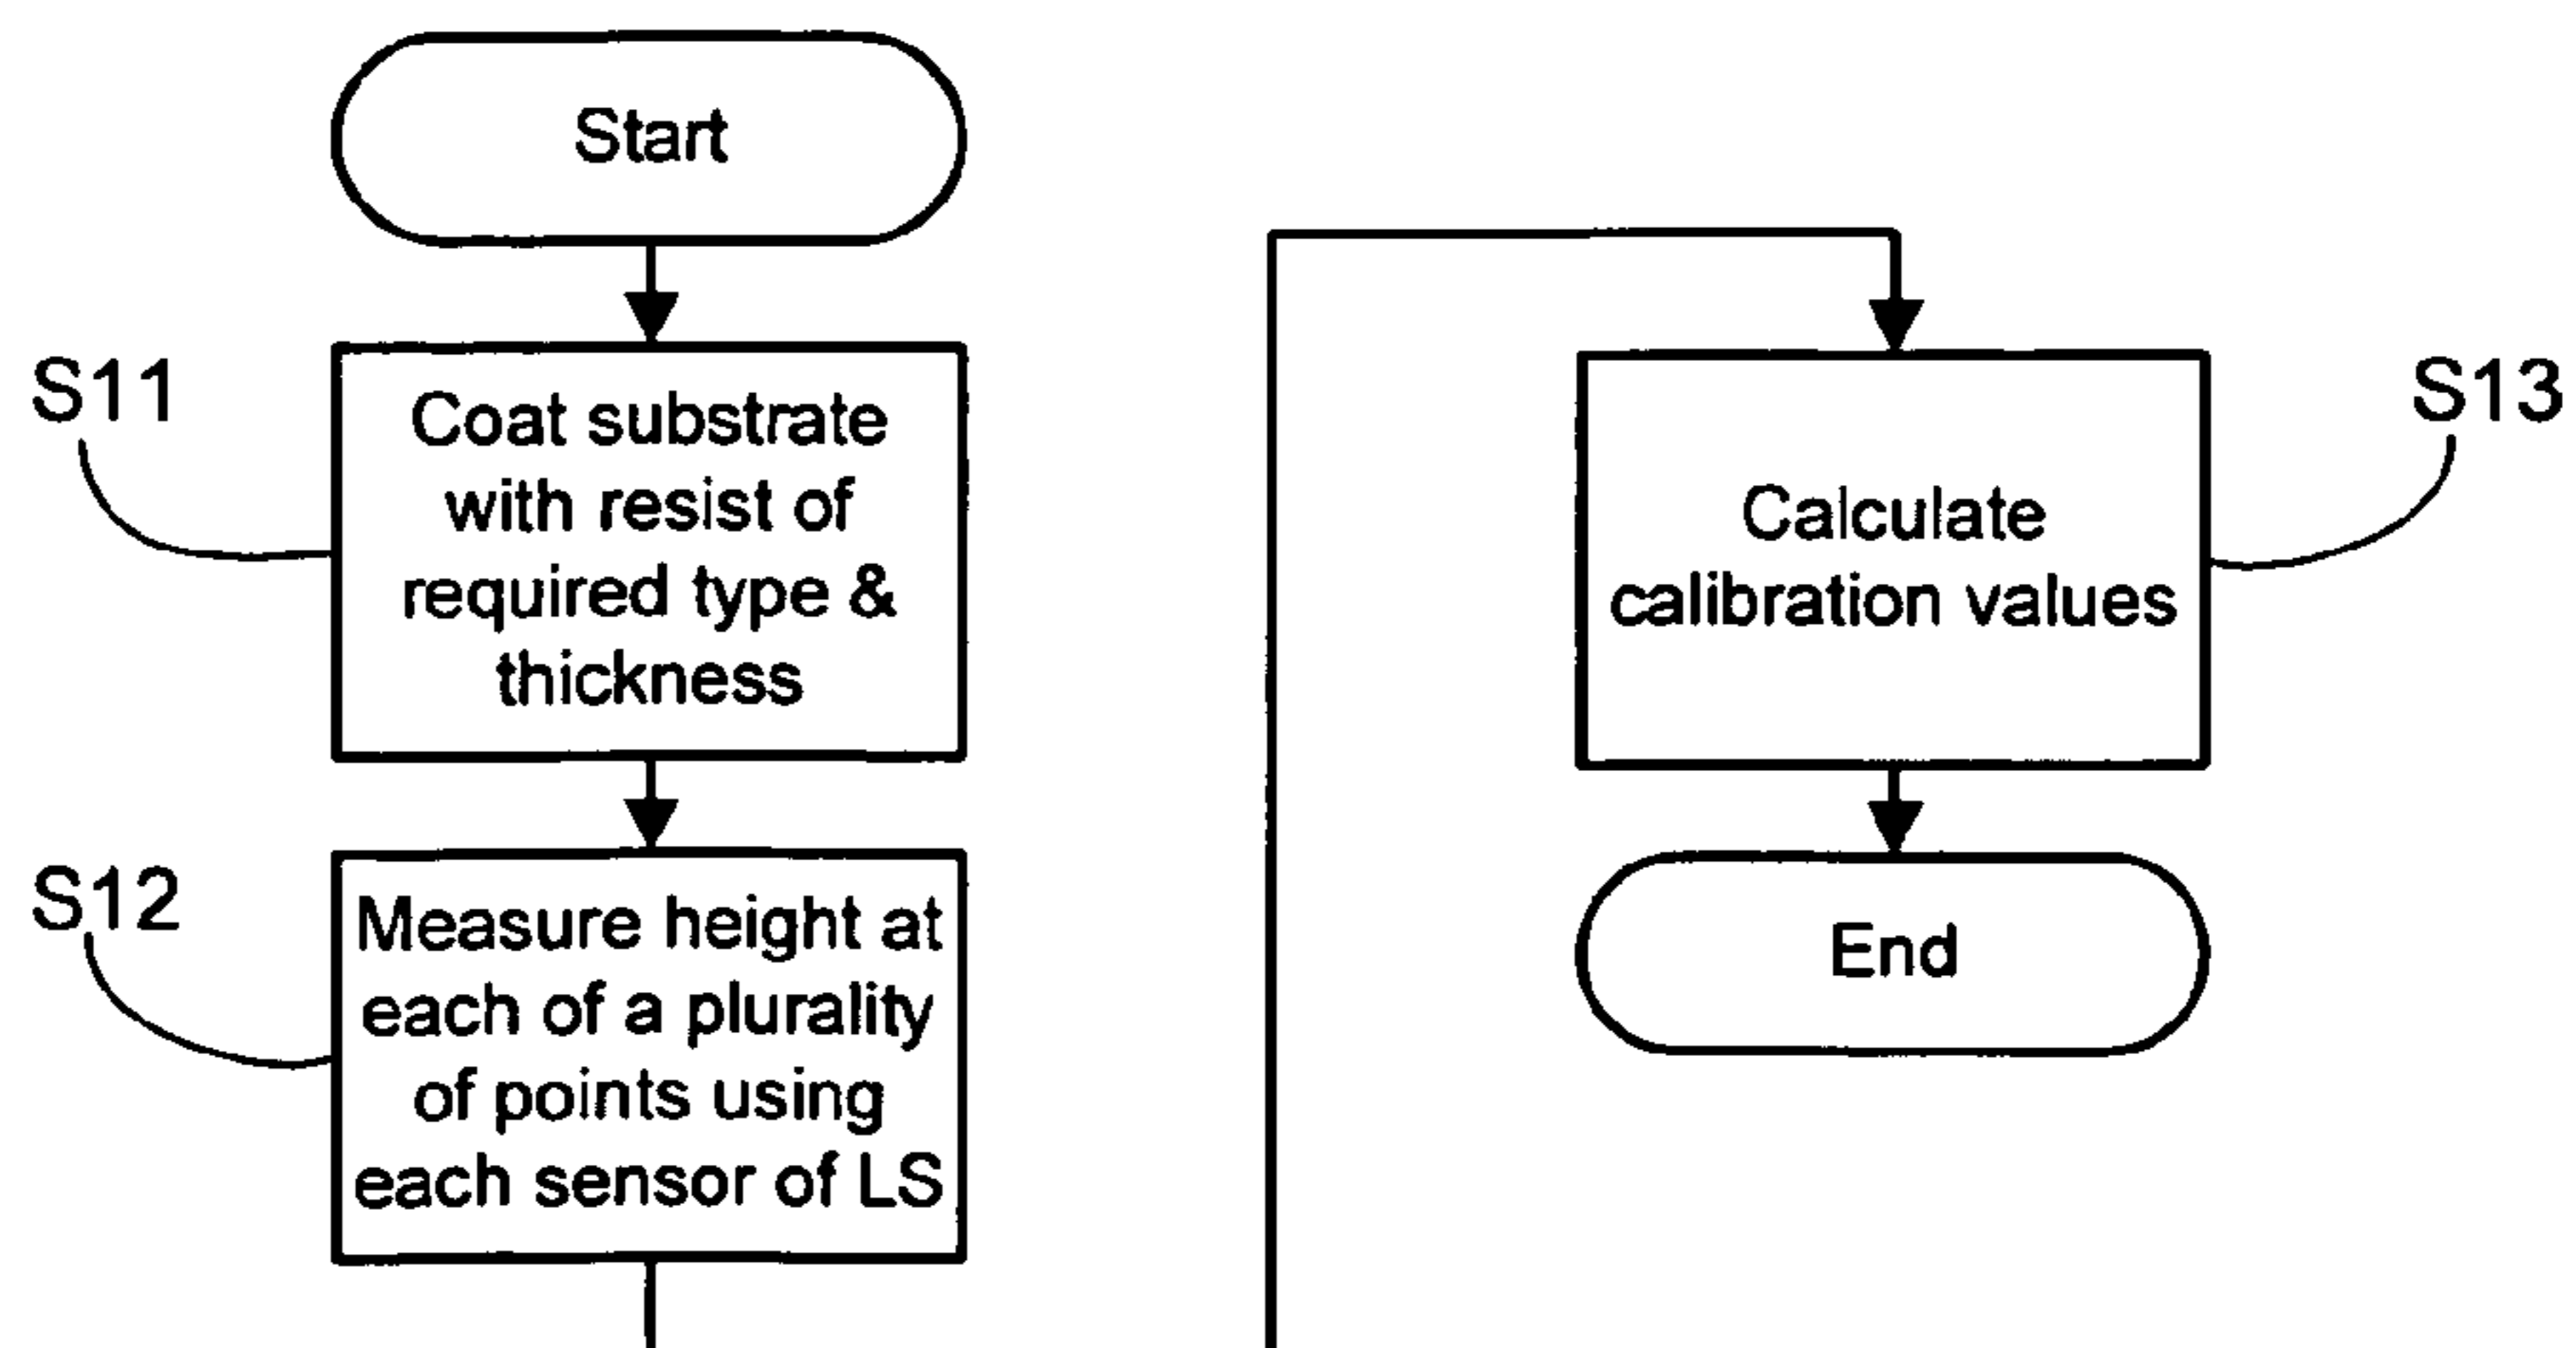 Start
S11
Coat substrate
with resist of
required type &
thickness
S12
Measure height at
each of a plurality
of points using
each sensor of LS
S13
Calculate
calibration values
End